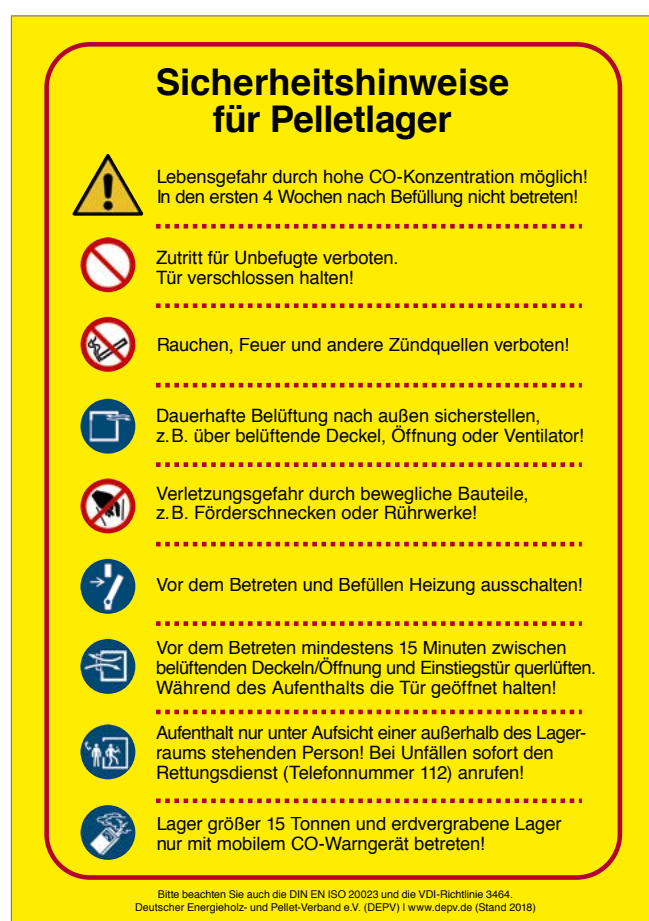 Sicherheitshinweise
für Pelletlager
Lebensgefahr durch hohe CO-Konzentration möglich!
In den ersten 4 Wochen nach Befüllung nicht betreten!
Zutritt für Unbefugte verboten.
Tür verschlossen halten!
Rauchen, Feuer und andere Zündquellen verboten!
Dauerhafte Belüftung nach außen sicherstellen,
z.B. über belüftende Deckel, Öffnung oder Ventilator!
Verletzungsgefahr durch bewegliche Bauteile,
z.B. Förderschnecken oder Rührwerke!
Vor dem Betreten und Befüllen Heizung ausschalten!
Vor dem Betreten mindestens 15 Minuten zwischen
belüftenden Deckeln/Öffnung und Einstiegstür querlüften.
Während des Aufenthalts die Tür geöffnet halten!
Aufenthalt nur unter Aufsicht einer außerhalb des Lager-
raums stehenden Person! Bei Unfällen sofort den
Rettungsdienst (Telefonnummer 112) anrufen!
Lager größer 15 Tonnen und erdvergrabene Lager
nur mit mobilem CO-Warngerät betreten!
Bitte beachten Sie auch die DIN EN ISO 20023 und die VDI-Richtlinie 3464.
Deutscher Energieholz- und Pellet-Verband e.V. (DEPV) I www.depv.de (Stand 2018)